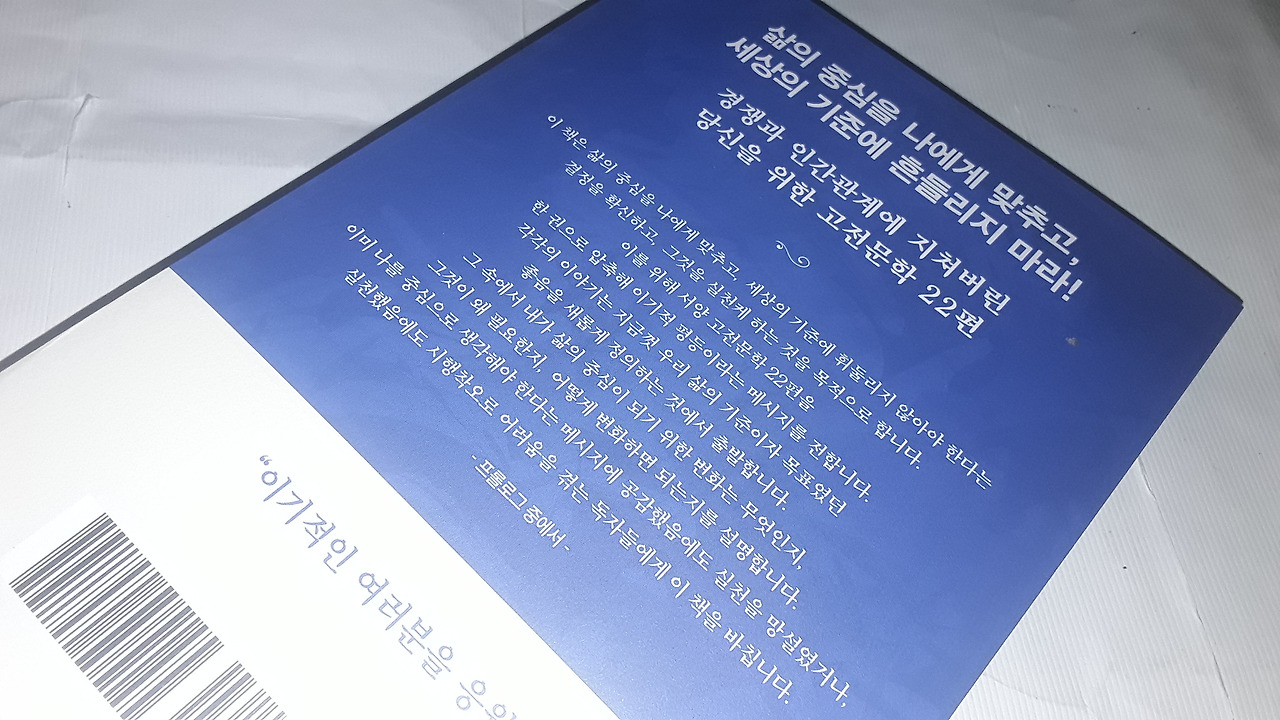 삶의 중심을 나에게 맞추고,
세상의 기준에 흔들리지 마라!
경쟁과 인간관계에 지쳐버린
당신을 위한 고전문학 22편
이 책은 삶의 중심을 나에게 맞추고, 세상의 기준에 휘둘리지 않아야 한다는
결정을 확신하고, 그것을 실천케 하는 것을 목적으로 합니다.
이를 위해 서양 고전문학 22편을
한 권으로 압축해 이기적 평등이라는 메시지를 전합니다.
각각의 이야기는 지금껏 우리 삶의 기준이자 목표였던
좋음을 새롭게 정의하는 것에서 출발합니다.
그 속에서 내가 삶의 중심이 되기 위한 변화는 무엇인지,
그것이 왜 필요한지, 어떻게 변화하면 되는지를 설명합니다.
이미 나를 중심으로 생각해야 한다는 메시지에 공감했음에도 실천을 망설였거나,
실천했음에도 시행착오로 어려움을 겪는 독자들에게 이 책을 바칩니다.
- 프롤로그 중에서 -
“이기적인 여러분을